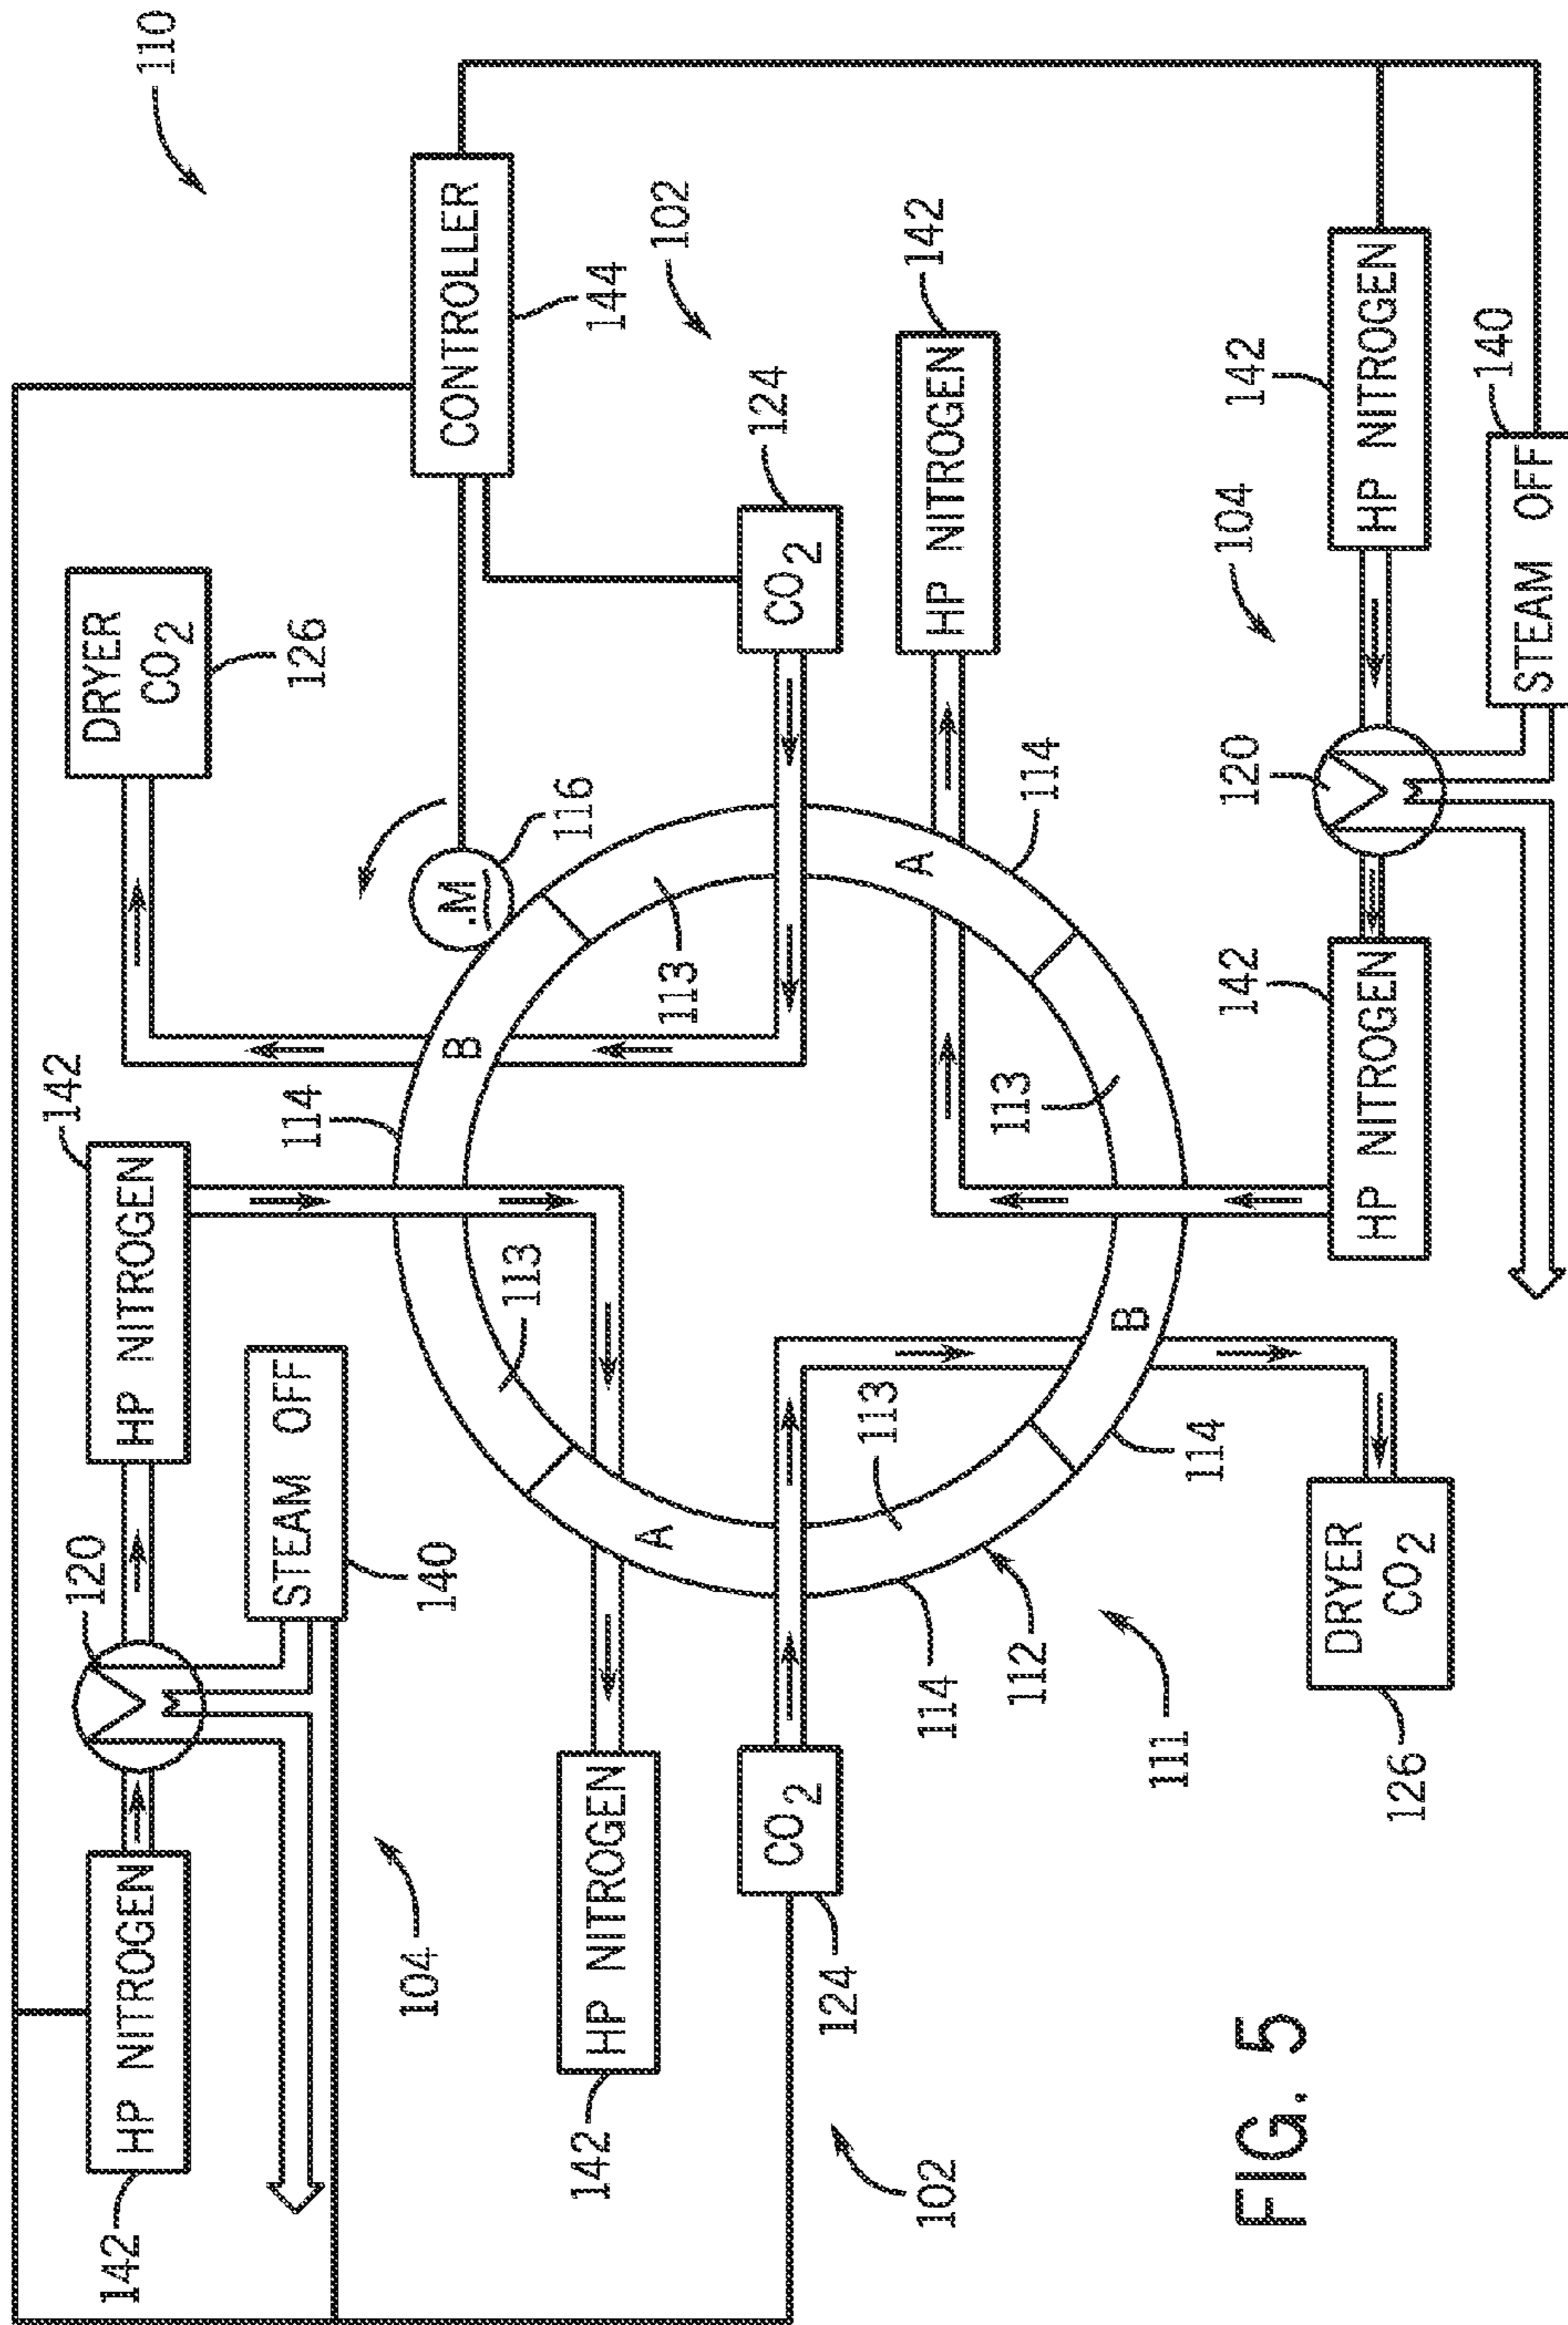 110
142
120
142
HP NITROGEN
HP NITROGEN
DRYER
CO2
STEAM OFF
114
126
104
140
B
.M
CONTROLLER
113
116
144
142
HP NITROGEN
A
113
102
CO2
CO2
124
124
113
A
HP NITROGEN
142
102
114
112
113
114
B
111
114
104
142
120
142
FIG. 5
DRYER
CO2
HP NITROGEN
HP NITROGEN
126
140
STEAM OFF